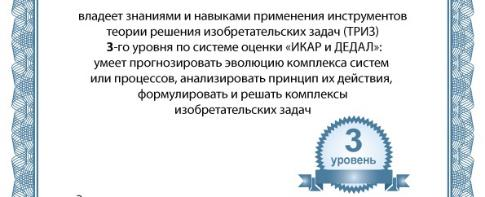 владеет знаниями и навыками применения инструментов
теории решения изобретательских задач (ТРИЗ)
3-го уровня по системе оценки «ИКАР и ДЕДАЛ»:
умеет прогнозировать эволюцию комплекса систем
или процессов, анализировать принцип их действия,
формулировать и решать комплексы
изобретательских задач
3
уровень